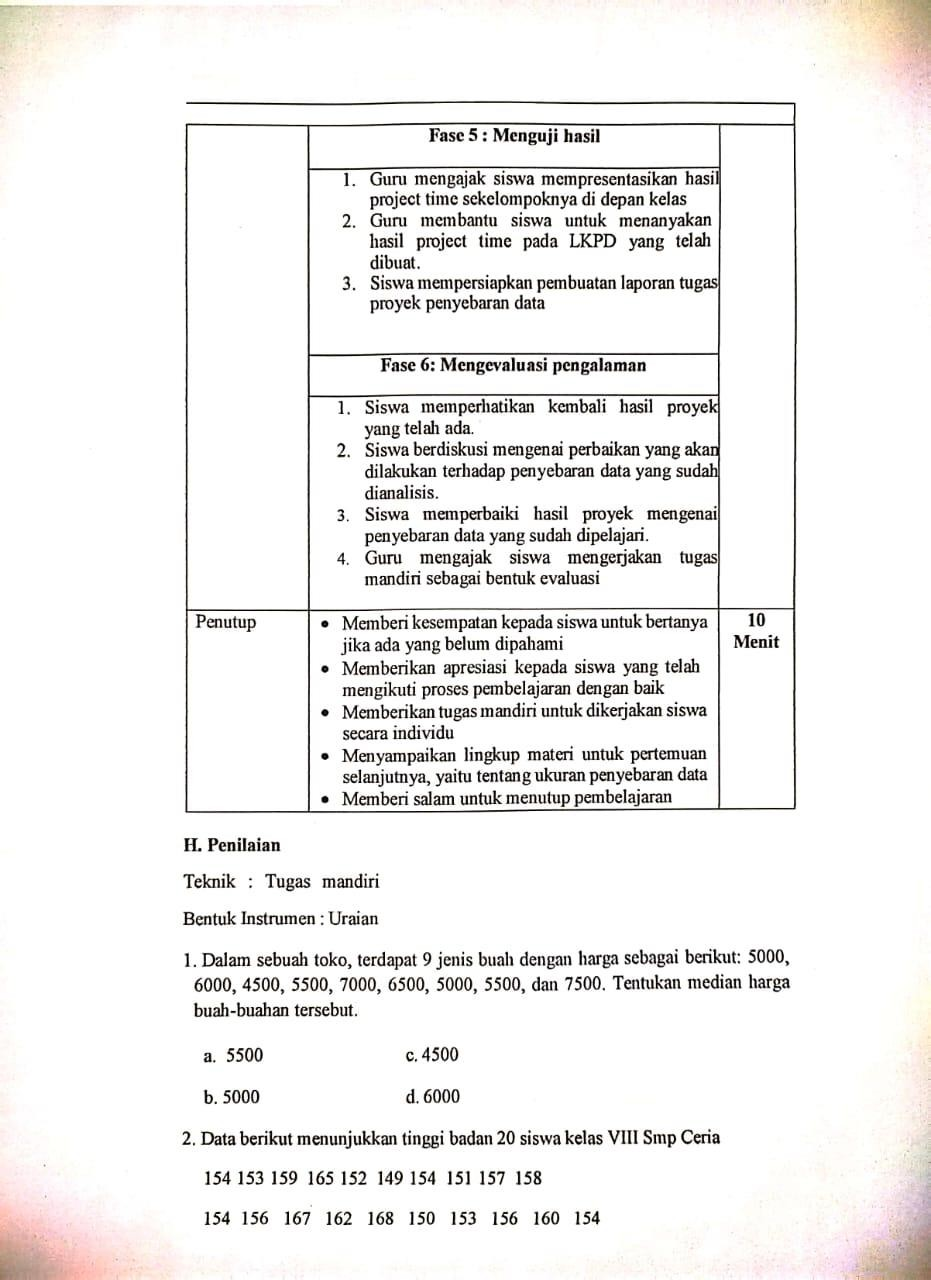 Fase 5 : Menguji hasil
1. Guru mengajak siswa mempresentasikan hasil
project time sekelompoknya di depan kelas
2. Guru membantu siswa untuk menanyakan
hasil project time pada LKPD yang telah
dibuat.
3. Siswa mempersiapkan pembuatan laporan tugas
proyek penyebaran data
Fase 6: Mengevaluasi pengalaman
1. Siswa memperhatikan kembali hasil proyek
yang telah ada.
2. Siswa berdiskusi mengenai perbaikan yang akan
dilakukan terhadap penyebaran data yang sudah
dianalisis.
3. Siswa memperbaiki hasil proyek mengenai
penyebaran data yang sudah dipelajari.
4. Guru mengajak siswa mengerjakan tugas
mandiri sebagai bentuk evaluasi
Penutup
• Memberi kesempatan kepada siswa untuk bertanya
jika ada yang belum dipahami
• Memberikan apresiasi kepada siswa yang telah
mengikuti proses pembelajaran dengan baik
• Memberikan tugas mandiri untuk dikerjakan siswa
secara individu
• Menyampaikan lingkup materi untuk pertemuan
selanjutnya, yaitu tentang ukuran penyebaran data
• Memberi salam untuk menutup pembelajaran
10
Menit
H. Penilaian
Teknik : Tugas mandiri
Bentuk Instrumen : Uraian
1. Dalam sebuah toko, terdapat 9 jenis buah dengan harga sebagai berikut: 5000,
6000, 4500, 5500, 7000, 6500, 5000, 5500, dan 7500. Tentukan median harga
buah-buahan tersebut.
a. 5500 c. 4500
b. 5000 d. 6000
2. Data berikut menunjukkan tinggi badan 20 siswa kelas VIII Smp Ceria
154 153 159 165 152 149 154 151 157 158
154 156 167 162 168 150 153 156 160 154